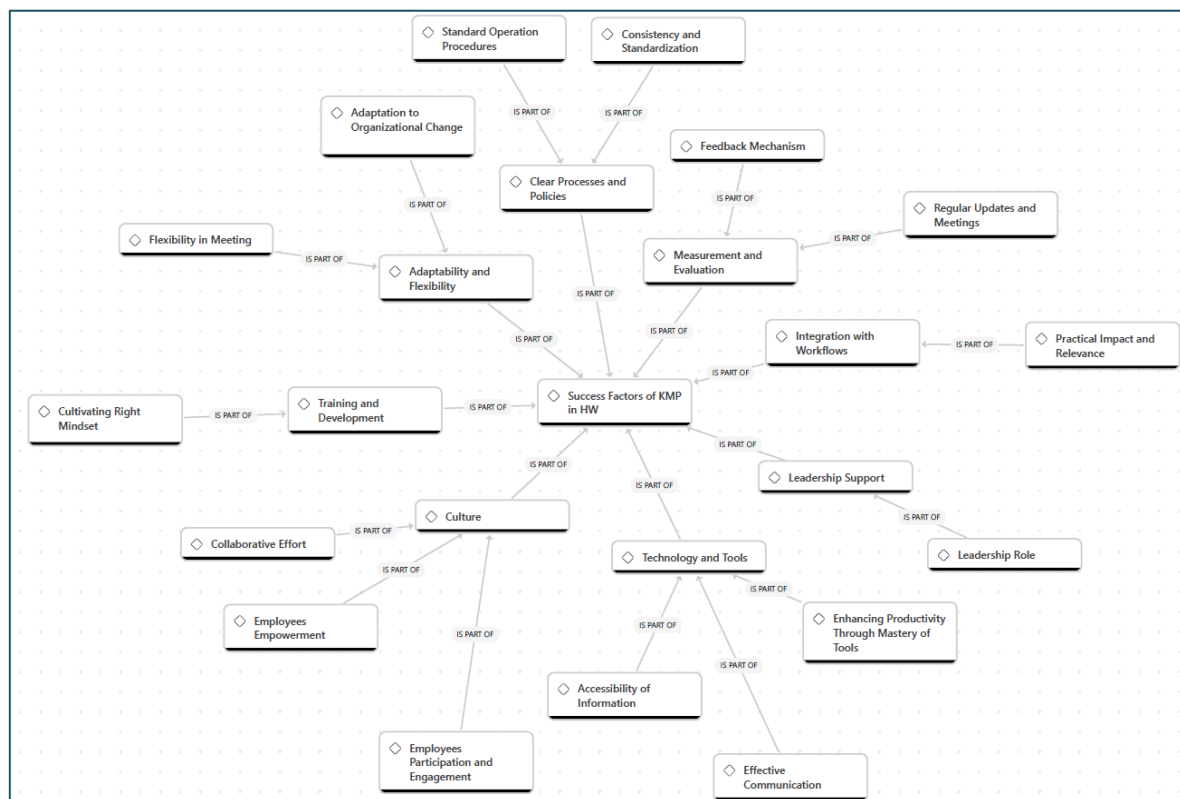 Standard Operation
Procedures
Consistency and
Standardization
IS PART OF
IS PART OF
Adaptation to
Organizational Change
Feedback Mechanism
Clear Processes and
Policies
IS PART OF
IS PART OF
Regular Updates and
Meetings
Flexibility in Meeting
IS PART OF
IS PART OF
Measurement and
Evaluation
Adaptability and
Flexibility
IS PART OF
IS PART OF
IS PART OF
Integration with
Workflows
IS PART OF
Practical Impact and
Relevance
IS PART OF
Success Factors of KMP
in HW
Cultivating Right
Mindset
IS PART OF
Training and
Development
IS PART OF
IS PART OF
IS PART OF
Leadership Support
IS PART OF
IS PART OF
Culture
IS PART OF
Collaborative Effort
IS PART OF
Technology and Tools
Leadership Role
IS PART OF
IS PART OF
Employees
Empowerment
IS PART OF
IS PART OF
Enhancing Productivity
Through Mastery of
Tools
IS PART OF
Accessibility of
Information
Employees
Participation and
Engagement
Effective
Communication